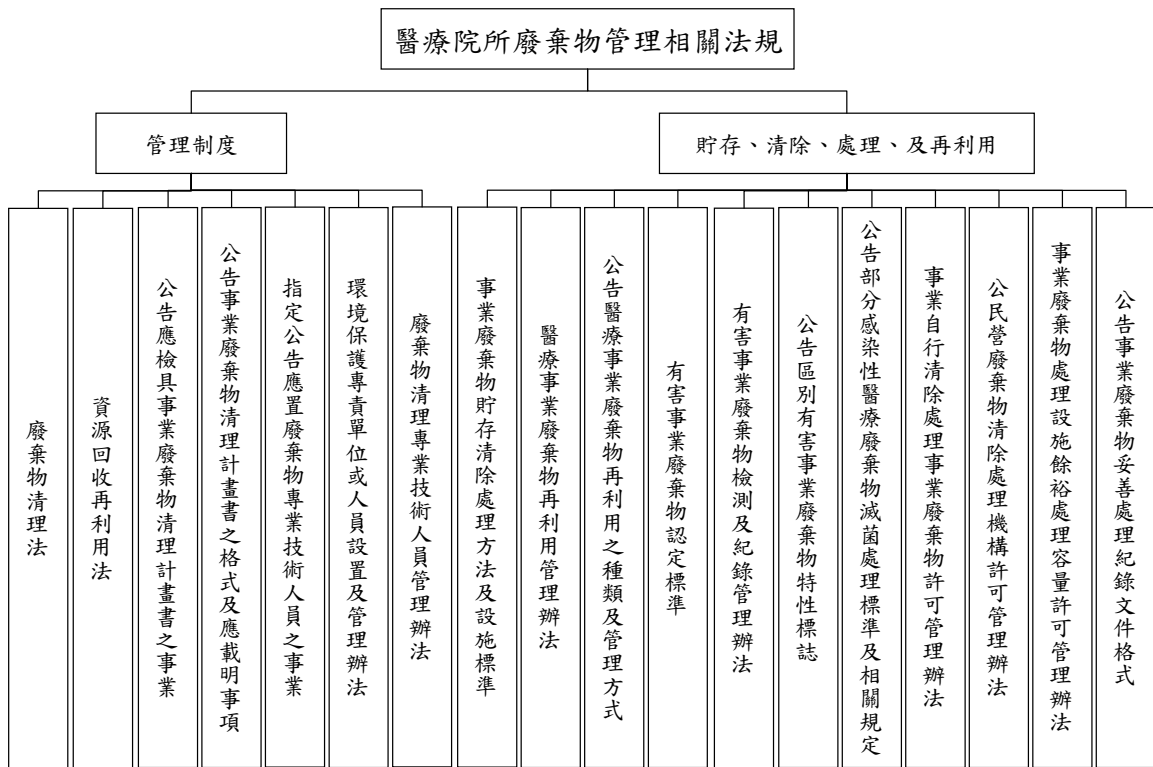 醫療院所廢棄物管理相關法規
管理制度
貯存、清除、處理、及再利用
廢棄物清理法
資源回收再利用法
公告應檢具事業廢棄物清理計畫書之事業
公告事業廢棄物清理計畫書之格式及應載明事項
指定公告應置廢棄物專業技術人員之事業
環境保護專責單位或人員設置及管理辦法
廢棄物清理專業技術人員管理辦法
事業廢棄物貯存清除處理方法及設施標準
醫療事業廢棄物再利用管理辦法
公告醫療事業廢棄物再利用之種類及管理方式
有害事業廢棄物認定標準
有害事業廢棄物檢測及紀錄管理辦法
公告區別有害事業廢棄物特性標誌
公告部分感染性醫療廢棄物滅菌處理標準及相關規定
事業自行清除處理事業廢棄物許可管理辦法
公民營廢棄物清除處理機構許可管理辦法
事業廢棄物處理設施餘裕處理容量許可管理辦法
公告事業廢棄物妥善處理紀錄文件格式